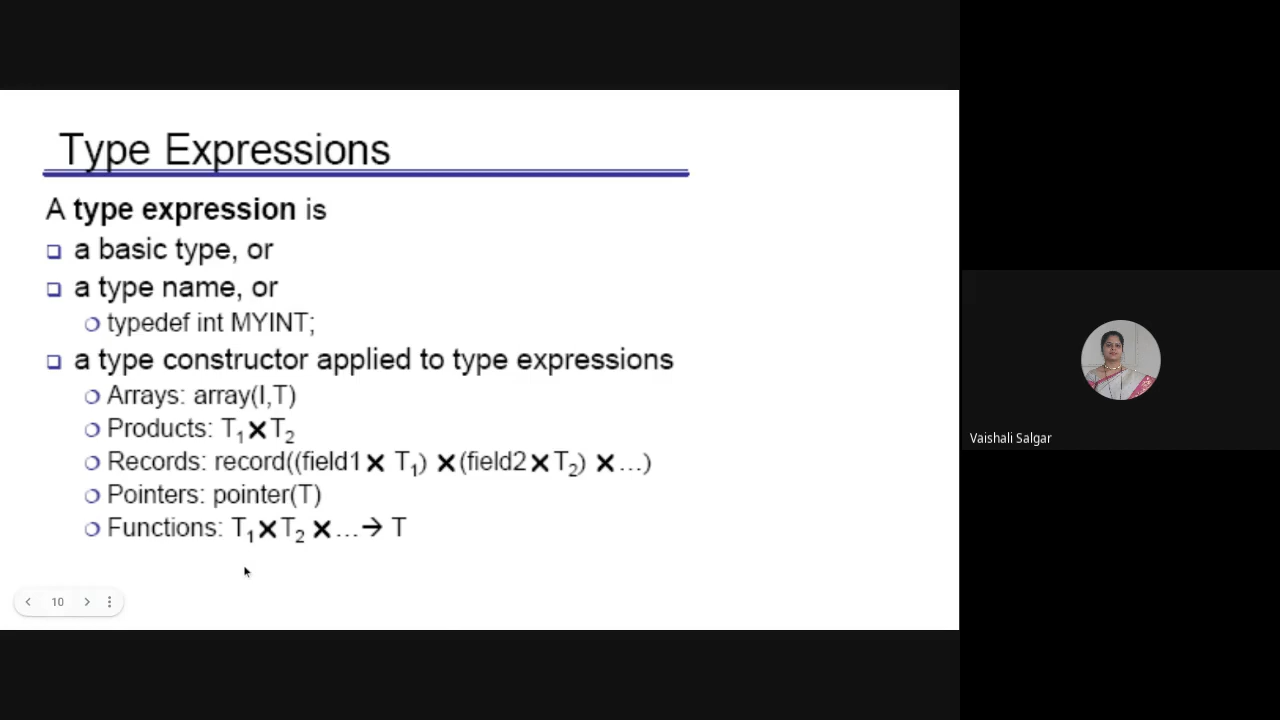 Type Expressions
A type expression is
❑ a basic type, or
❑ a type name, or
❍ typedef int MYINT;
❑ a type constructor applied to type expressions
❍ Arrays: array(I,T)
❍ Products: T₁×T₂
❍ Records: record((field1× T₁) ×(field2×T₂) ×…)
❍ Pointers: pointer(T)
❍ Functions: T₁×T₂ ×…→ T
10
Vaishali Salgar